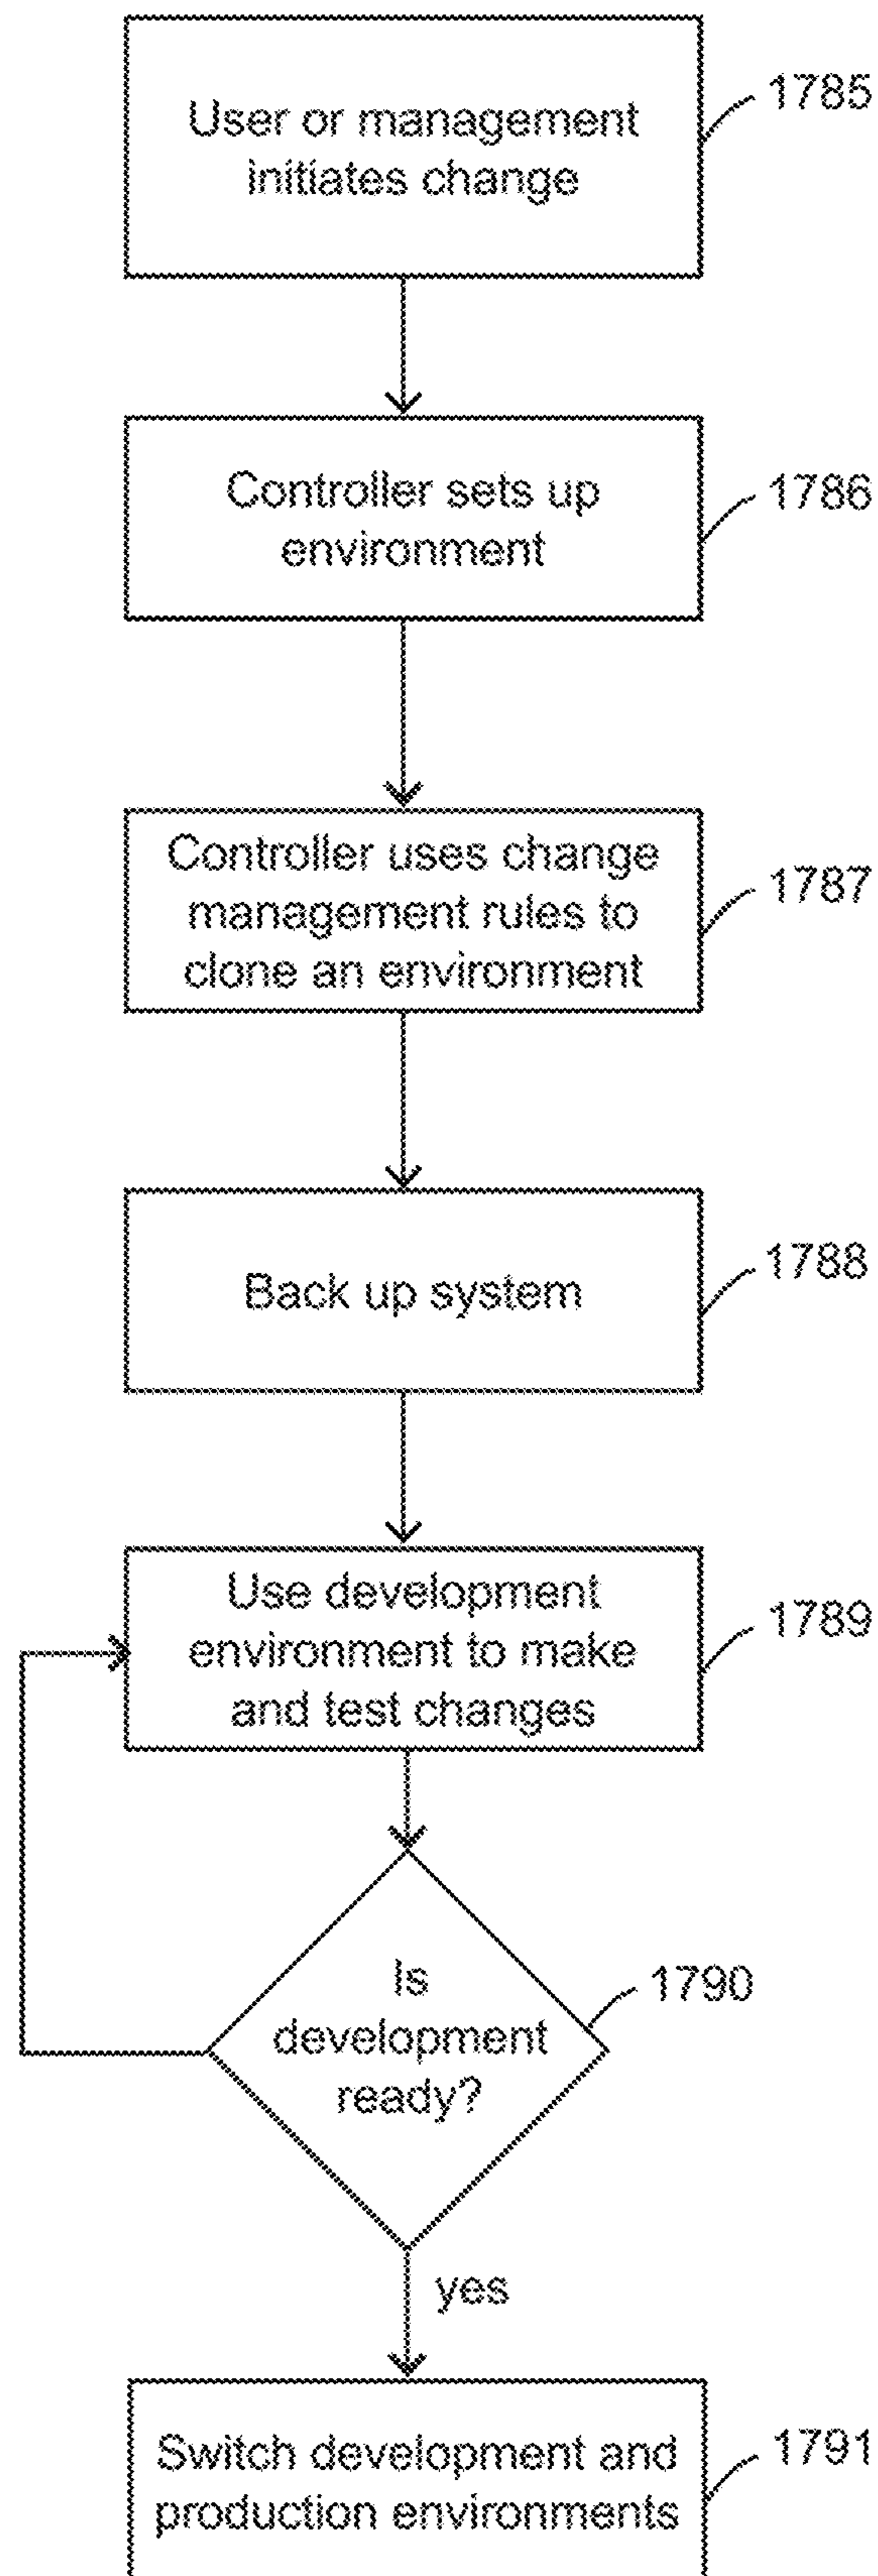 User or management
initiates change
1785
Controller sets up
environment
1786
Controller uses change
management rules to
clone an environment
1787
Back up system
1788
Use development
environment to make
and test changes
1789
Is
development
ready?
1790
yes
Switch development and
production environments
1791